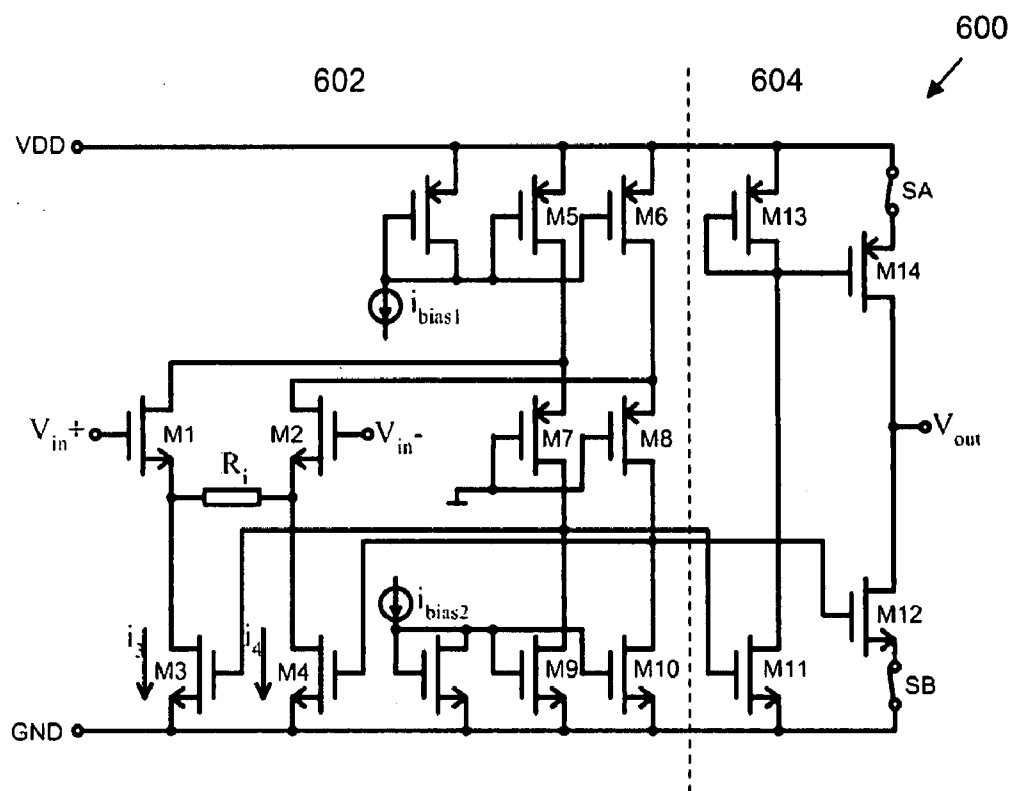 600
602 604
VDD
SA
M5 M6 M13
M14
i_bias1
V_in+ M1 M2 V_in- M7 M8 V_out
R_i
i_bias2
M12
i_3 M3 i_4 M4 M9 M10 M11
SB
GND